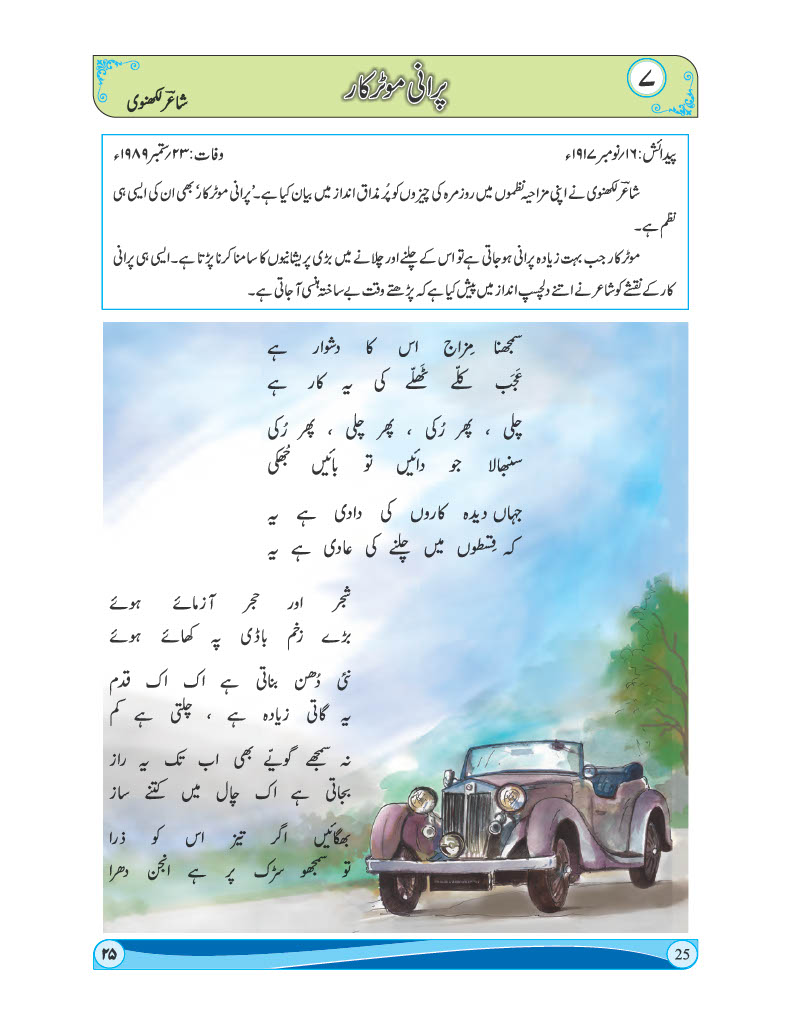 ۷
پرانی موٹر کار
شاعرؔ لکھنوی
پیدائش: ۱۶؍نومبر ۱۹۱۷ء
وفات: ۲۳؍ستمبر ۱۹۸۹ء
شاعرؔ لکھنوی نے اپنی مزاحیہ نظموں میں روزمرہ کی چیزوں کو پُر مذاق انداز میں بیان کیا ہے۔ ’پرانی موٹر کار‘ بھی ان کی ایسی ہی
نظم ہے۔
موٹر کار جب بہت زیادہ پرانی ہو جاتی ہے تو اس کے چلنے اور چلانے میں بڑی پریشانیوں کا سامنا کرنا پڑتا ہے۔ ایسی ہی پرانی
کار کے نقشے کو شاعر نے اتنے دلچسپ انداز میں پیش کیا ہے کہ پڑھتے وقت بے ساختہ ہنسی آجاتی ہے۔
سمجھنا مِزاج اس کا دشوار ہے
عَجَب کلّے ٹَھلّے کی یہ کار ہے
چلی ، پھر رُکی ، پھر چلی ، پھر رُکی
سنبھالا جو دائیں تو بائیں جُھکی
جہاں دیدہ کاروں کی دادی ہے یہ
کہ قِسطوں میں چلنے کی عادی ہے یہ
شجر اور حجر آزمائے ہوئے
بڑے زخم باڈی پہ کھائے ہوئے
نئی دُھن بناتی ہے اک اک قدم
یہ گاتی زیادہ ہے ، چلتی ہے کم
نہ سمجھے گویّے بھی اب تک یہ راز
بجاتی ہے اک چال میں کتنے ساز
بھگائیں اگر تیز اس کو ذرا
تو سمجھو سڑک پر ہے انجن دھرا
۲۵
25